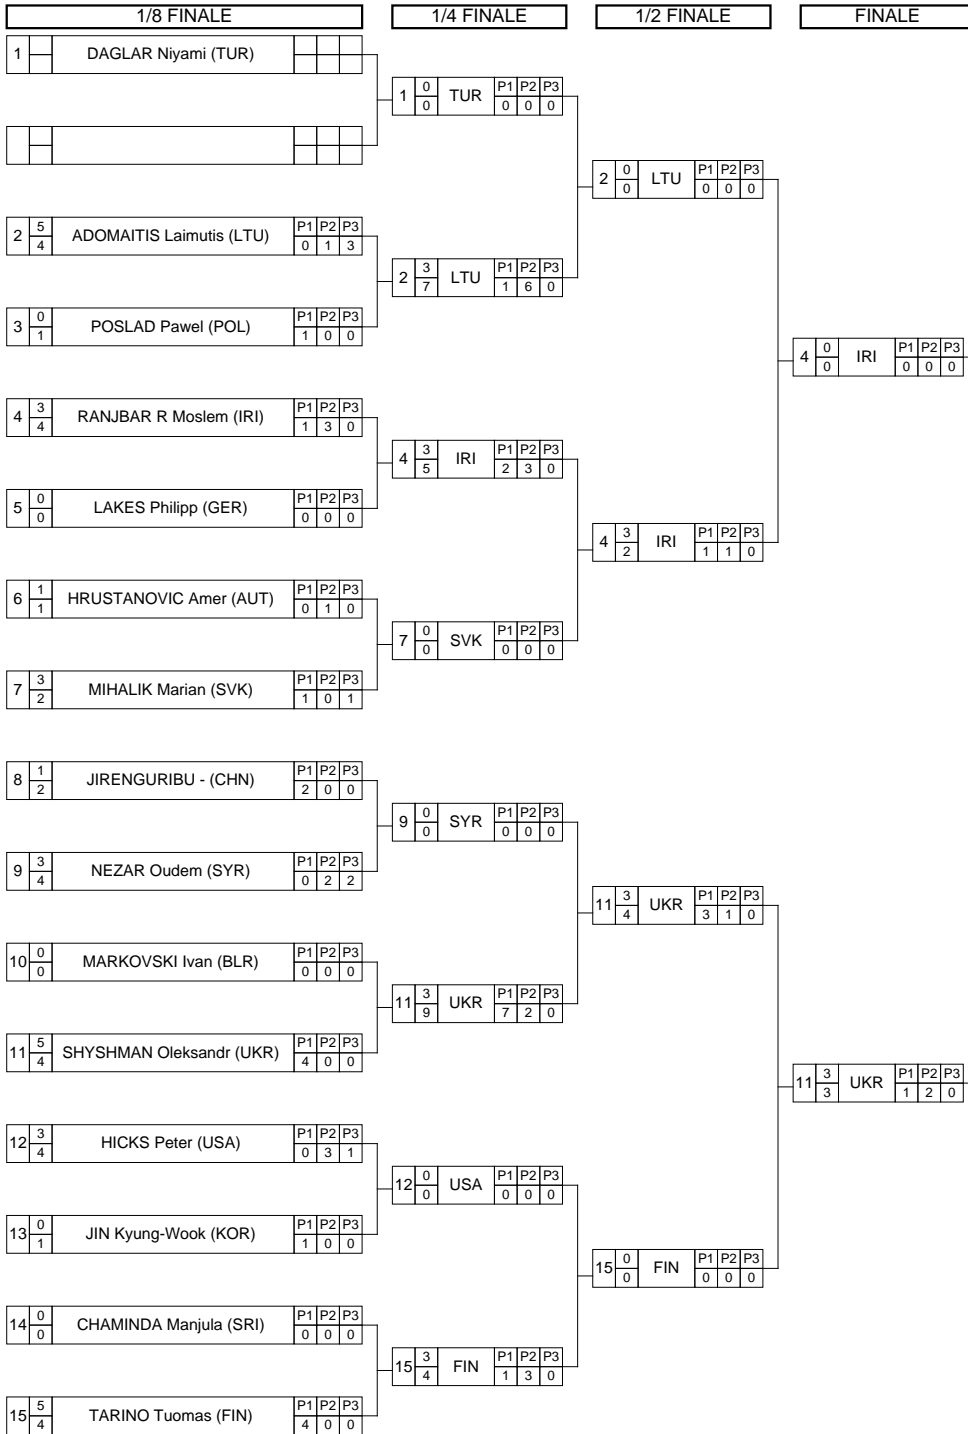 1/8 FINALE 1/4 FINALE 1/2 FINALE FINALE
1 DAGLAR Niyami (TUR)
1 0 0 TUR P1 P2 P3 0 0 0
2 0 0 LTU P1 P2 P3 0 0 0
2 5 4 ADOMAITIS Laimutis (LTU) P1 P2 P3 0 1 3
2 3 7 LTU P1 P2 P3 1 6 0
3 0 1 POSLAD Pawel (POL) P1 P2 P3 1 0 0
4 0 0 IRI P1 P2 P3 0 0 0
4 3 4 RANJBAR R Moslem (IRI) P1 P2 P3 1 3 0
4 3 5 IRI P1 P2 P3 2 3 0
5 0 0 LAKES Philipp (GER) P1 P2 P3 0 0 0
4 3 2 IRI P1 P2 P3 1 1 0
6 1 1 HRUSTANOVIC Amer (AUT) P1 P2 P3 0 1 0
7 0 0 SVK P1 P2 P3 0 0 0
7 3 2 MIHALIK Marian (SVK) P1 P2 P3 1 0 1
8 1 2 JIRENGURIBU - (CHN) P1 P2 P3 2 0 0
9 0 0 SYR P1 P2 P3 0 0 0
9 3 4 NEZAR Oudem (SYR) P1 P2 P3 0 2 2
11 3 4 UKR P1 P2 P3 3 1 0
10 0 0 MARKOVSKI Ivan (BLR) P1 P2 P3 0 0 0
11 3 9 UKR P1 P2 P3 7 2 0
11 5 4 SHYSHMAN Oleksandr (UKR) P1 P2 P3 4 0 0
11 3 3 UKR P1 P2 P3 1 2 0
12 3 4 HICKS Peter (USA) P1 P2 P3 0 3 1
12 0 0 USA P1 P2 P3 0 0 0
13 0 1 JIN Kyung-Wook (KOR) P1 P2 P3 1 0 0
15 0 0 FIN P1 P2 P3 0 0 0
14 0 0 CHAMINDA Manjula (SRI) P1 P2 P3 0 0 0
15 3 4 FIN P1 P2 P3 1 3 0
15 5 4 TARINO Tuomas (FIN) P1 P2 P3 4 0 0